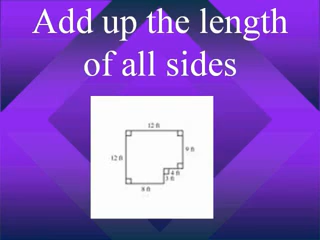 Add up the length
of all sides
12 ft
12 ft
9 ft
4 ft
3 ft
8 ft